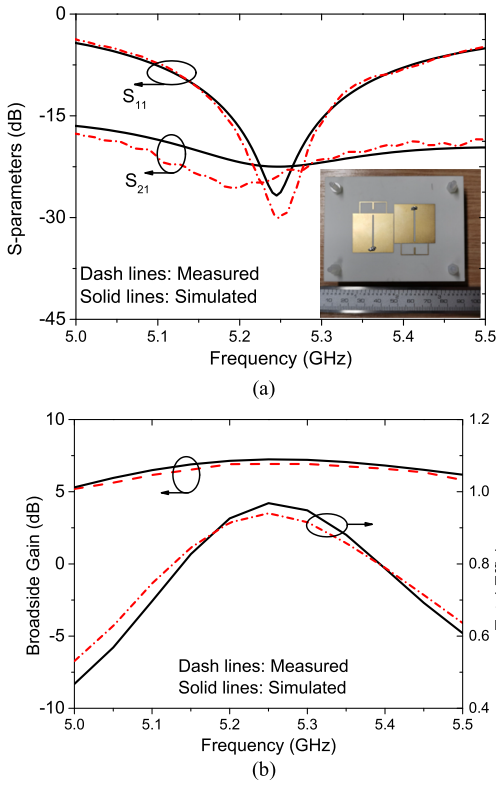 0
-15
-30
-45
S-parameters (dB)
S11
S21
Dash lines: Measured
Solid lines: Simulated
5.0 5.1 5.2 5.3 5.4 5.5
Frequency (GHz)
(a)
10
5
0
-5
-10
Broadside Gain (dB)
1.2
1.0
0.8
0.6
0.4
Dash lines: Measured
Solid lines: Simulated
5.0 5.1 5.2 5.3 5.4 5.5
Frequency (GHz)
(b)